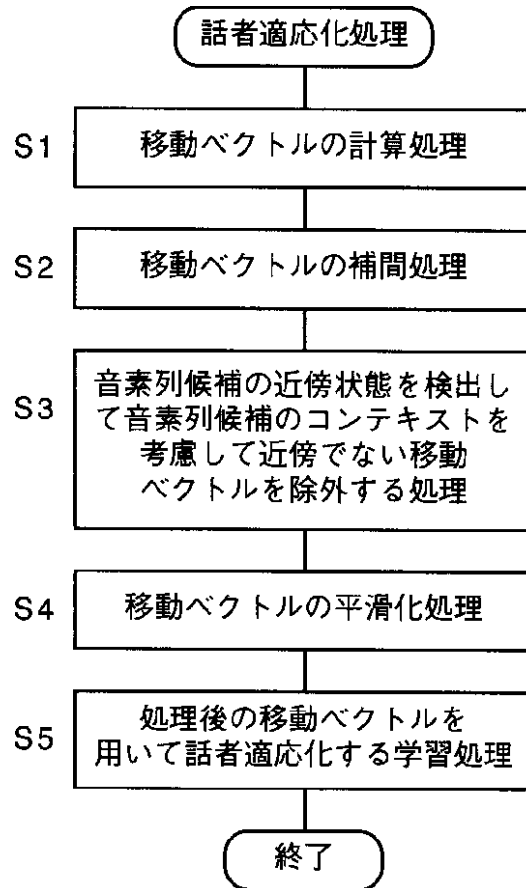 話者適応化処理
S1
移動ベクトルの計算処理
S2
移動ベクトルの補間処理
S3
音素列候補の近傍状態を検出し
て音素列候補のコンテキストを
考慮して近傍でない移動
ベクトルを除外する処理
S4
移動ベクトルの平滑化処理
S5
処理後の移動ベクトルを
用いて話者適応化する学習処理
終了